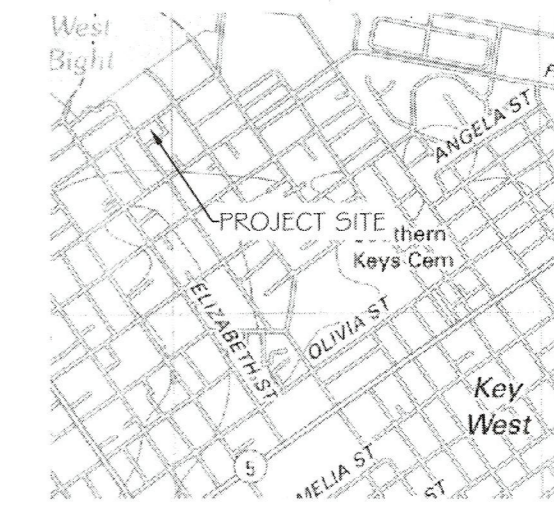 West
Bight
F
ANGELA ST
PROJECT SITE
thern
Keys Cem
ELIZABETH ST
OLIVIA ST
Key
West
5
MELIA ST
ST